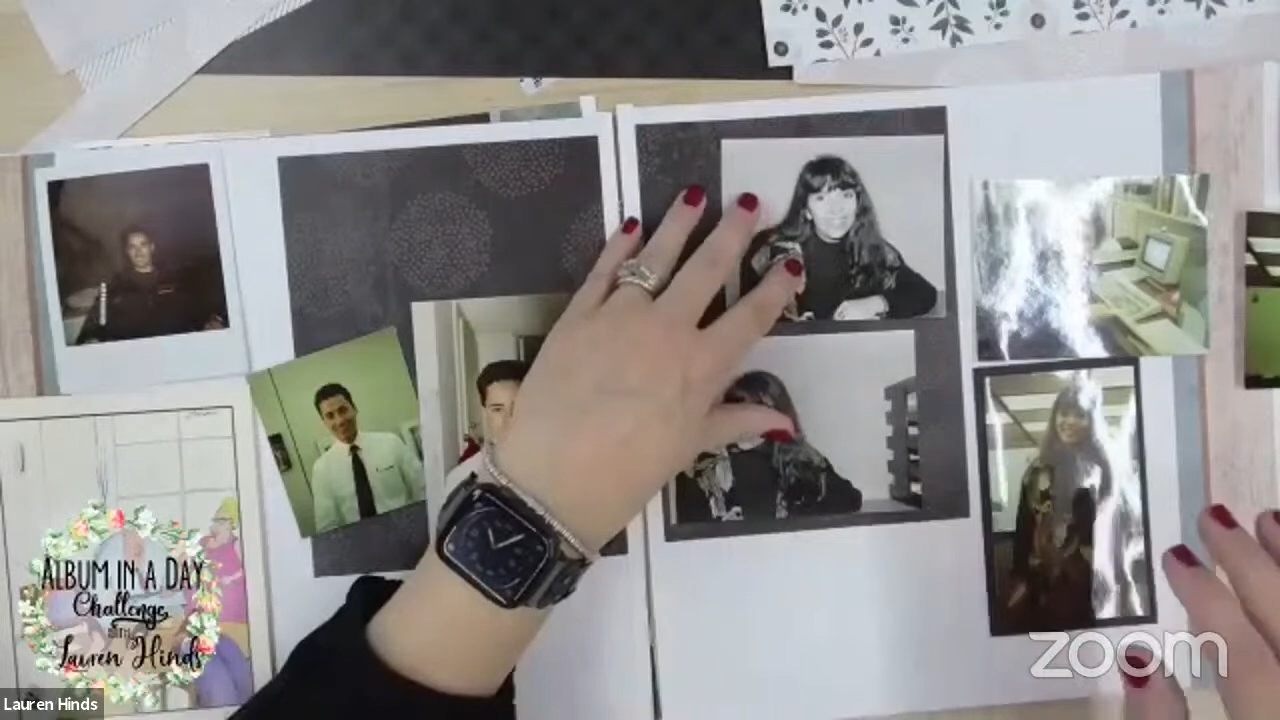 ALBUM IN A DAY
Challenge
with
Lauren Hinds
zoom
Lauren Hinds